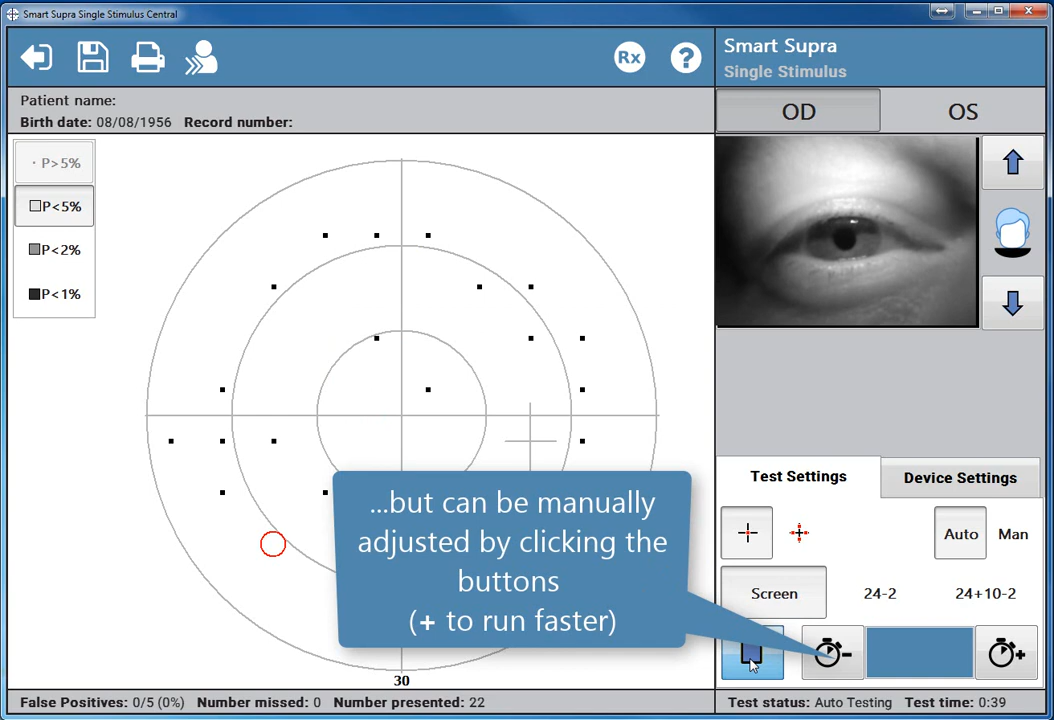 Smart Supra Single Stimulus Central
Rx
?
Smart Supra
Single Stimulus
Patient name:
Birth date: 08/08/1956 Record number:
OD OS
P>5%
P<5%
P<2%
P<1%
Test Settings Device Settings
Auto Man
Screen 24-2 24+10-2
...but can be manually
adjusted by clicking the
buttons
(+ to run faster)
30
False Positives: 0/5 (0%) Number missed: 0 Number presented: 22
Test status: Auto Testing Test time: 0:39